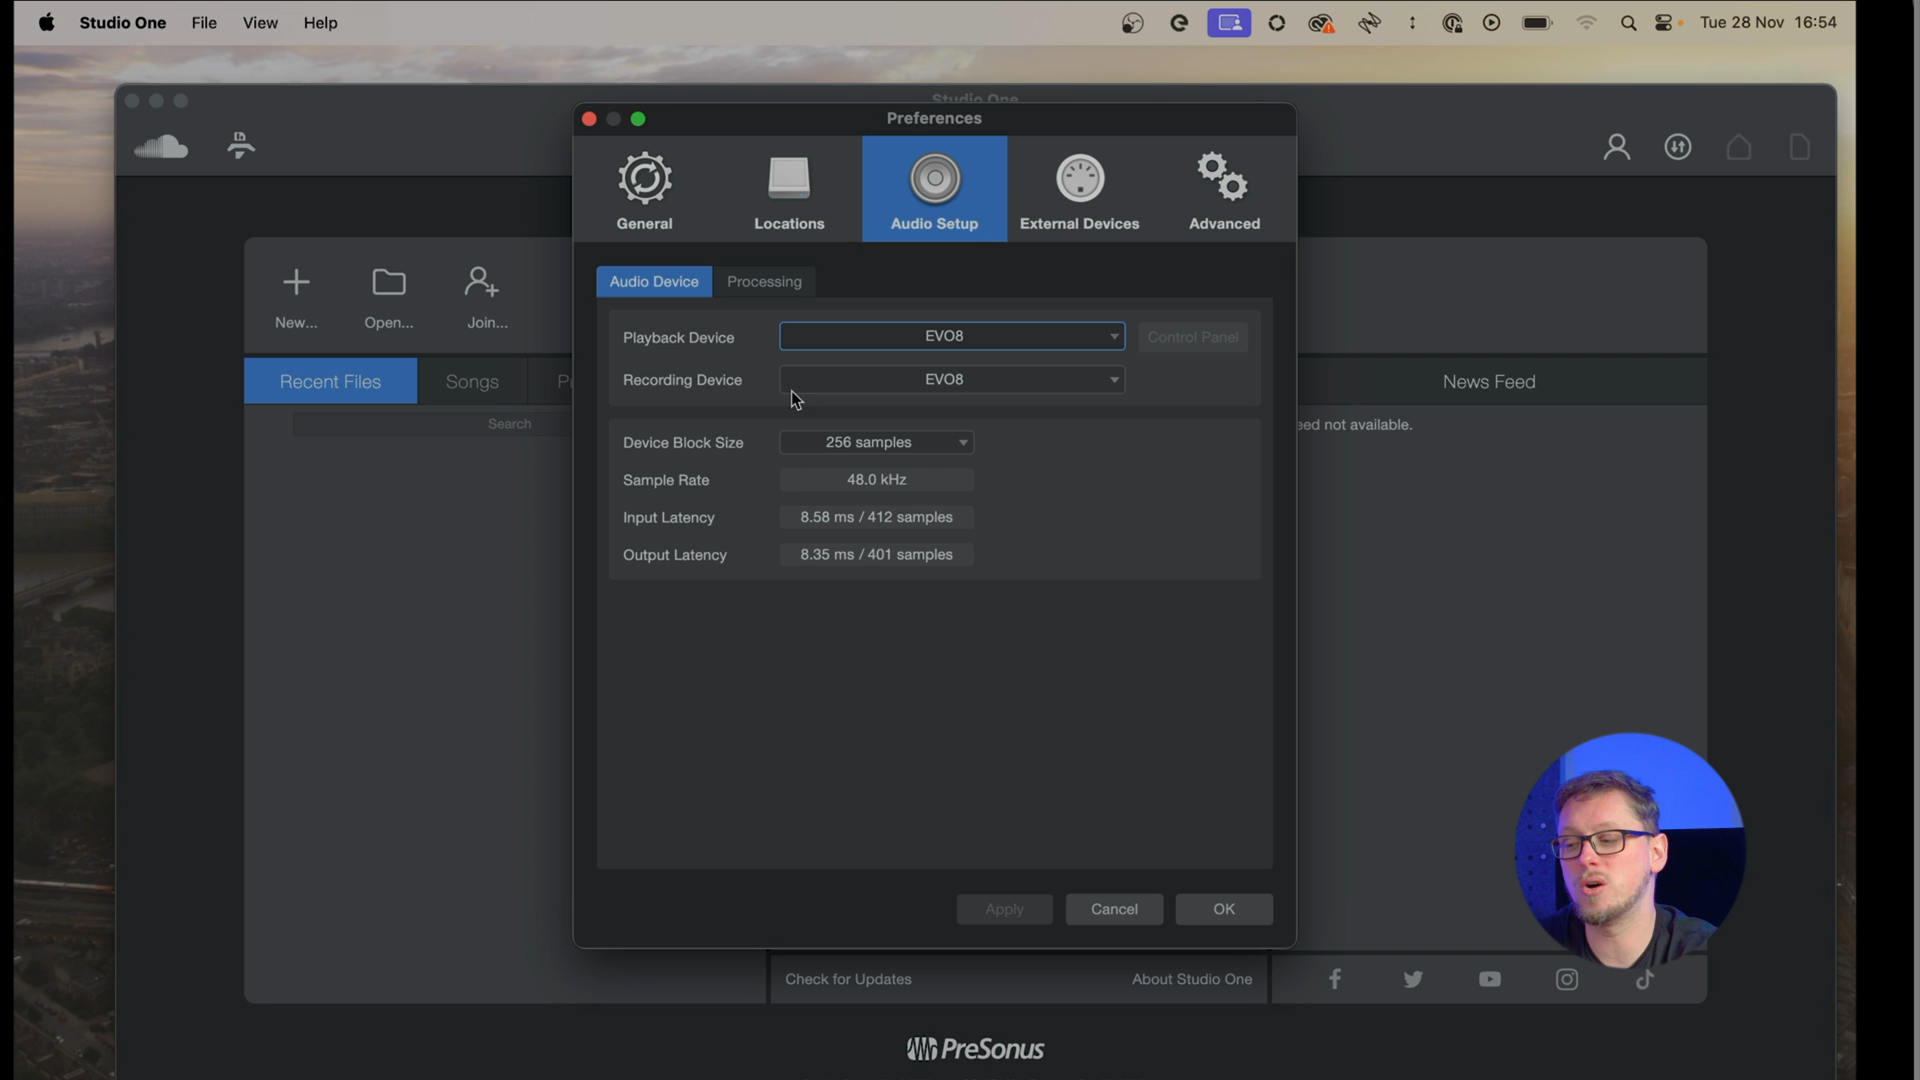 Studio One File View Help Tue 28 Nov 16:54
Studio One
Preferences
General Locations Audio Setup External Devices Advanced
Audio Device Processing
Playback Device EVO8 Control Panel
Recording Device EVO8
Device Block Size 256 samples
Sample Rate 48.0 kHz
Input Latency 8.58 ms / 412 samples
Output Latency 8.35 ms / 401 samples
Apply Cancel OK
New... Open... Join...
Recent Files Songs P
News Feed
Search
eed not available.
Check for Updates About Studio One
PreSonus